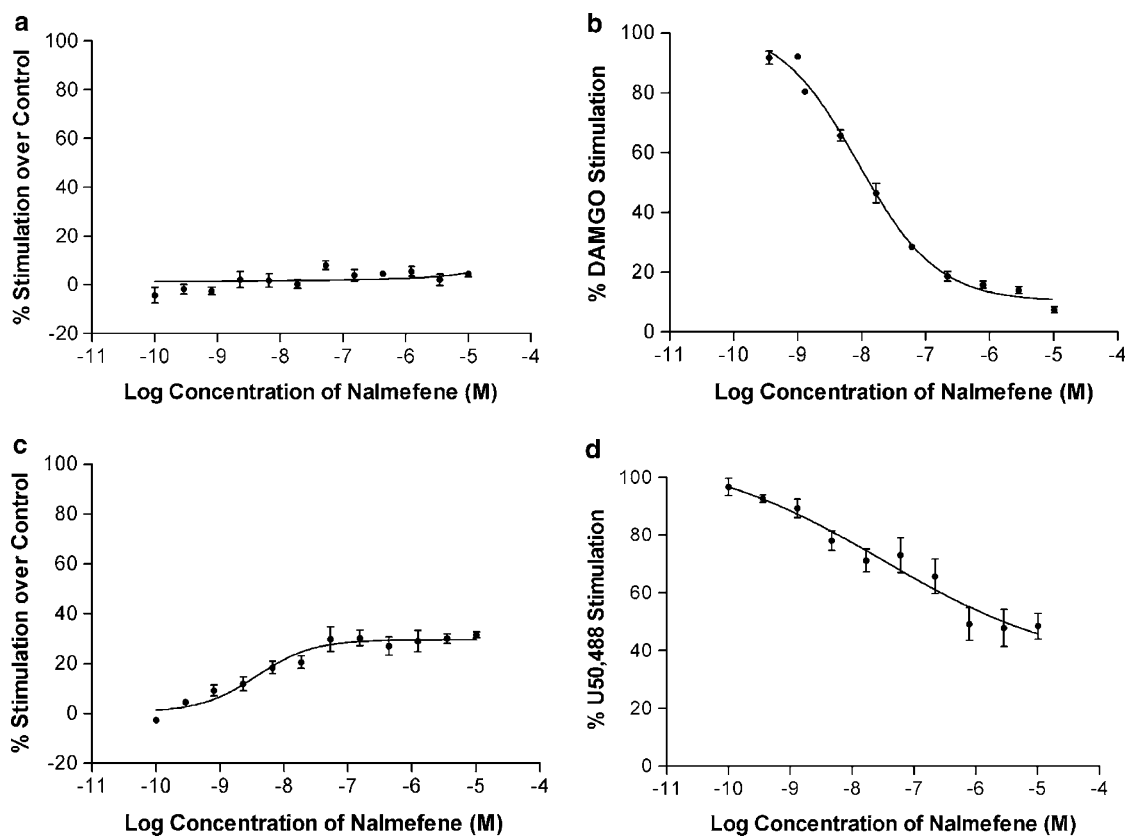 a
% Stimulation over Control
100
80
60
40
20
0
-20
-11 -10 -9 -8 -7 -6 -5 -4
Log Concentration of Nalmefene (M)
b
% DAMGO Stimulation
100
80
60
40
20
0
-11 -10 -9 -8 -7 -6 -5 -4
Log Concentration of Nalmefene (M)
c
% Stimulation over Control
100
80
60
40
20
0
-20
-11 -10 -9 -8 -7 -6 -5 -4
Log Concentration of Nalmefene (M)
d
% U50,488 Stimulation
100
80
60
40
20
0
-11 -10 -9 -8 -7 -6 -5 -4
Log Concentration of Nalmefene (M)